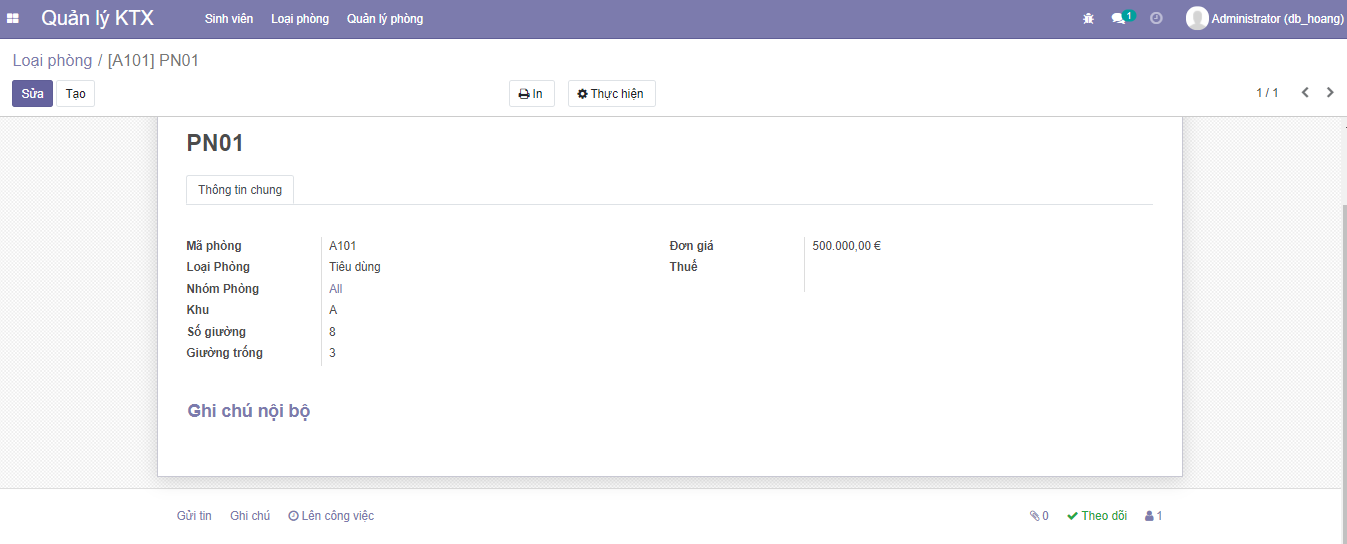 Quản lý KTX Sinh viên Loại phòng Quản lý phòng 1 Administrator (db_hoang)
Loại phòng / [A101] PN01
Sửa Tạo In Thực hiện 1 / 1
PN01
Thông tin chung
Mã phòng A101 Đơn giá 500.000,00 €
Loại Phòng Tiêu dùng Thuế
Nhóm Phòng All
Khu A
Số giường 8
Giường trống 3
Ghi chú nội bộ
Gửi tin Ghi chú Lên công việc 0 Theo dõi 1